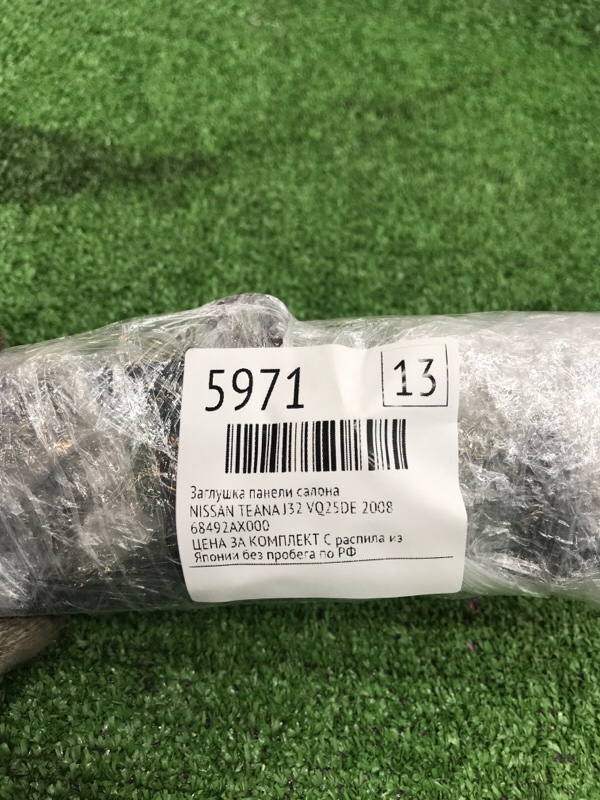 5971
13
Заглушка панели салона
NISSAN TEANA J32 VQ25DE 2008
68492AX000
ЦЕНА ЗА КОМПЛЕКТ С распила из
Японии без пробега по РФ